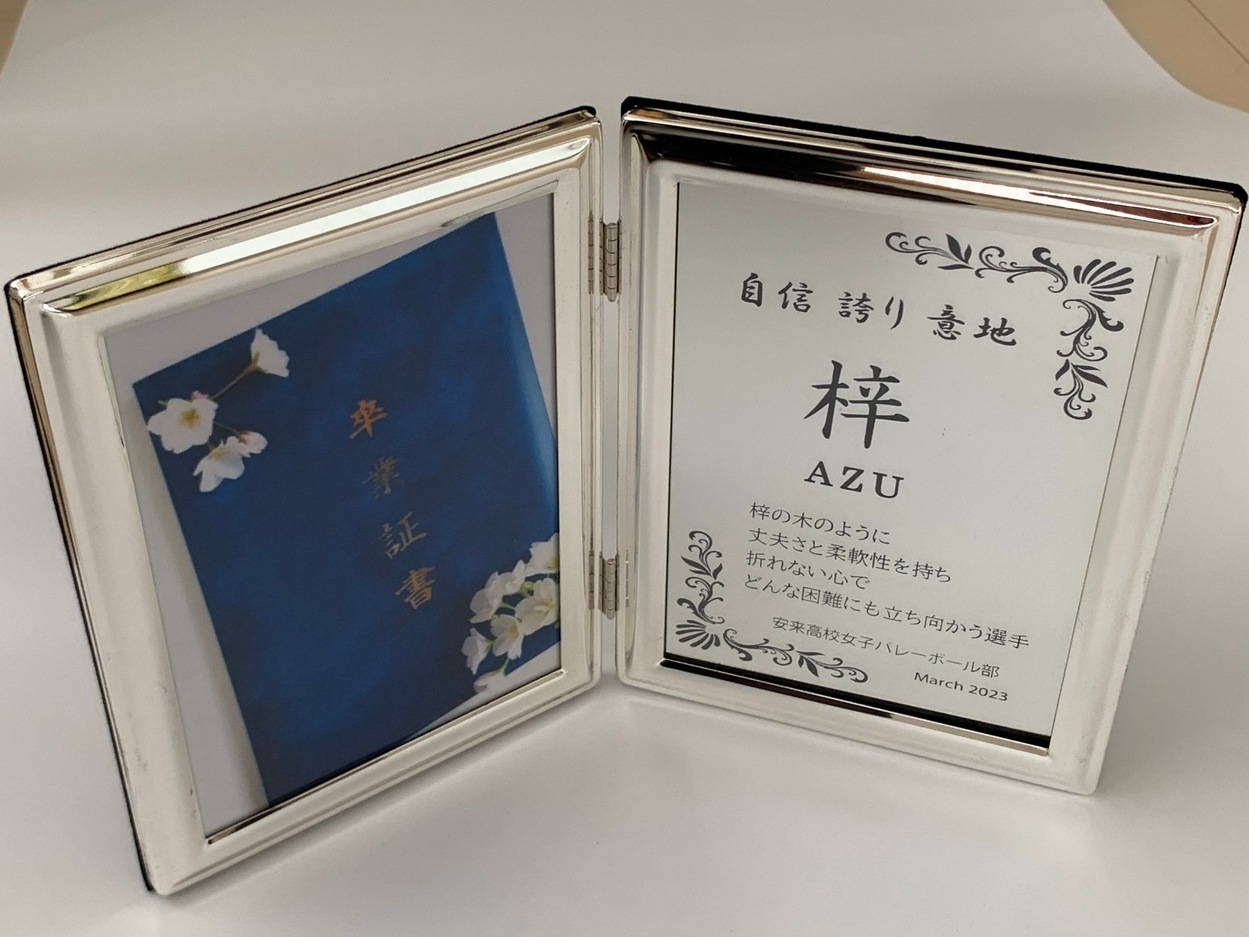 卒業証書
自信 誇り 意地
梓
AZU
梓の木のように
丈夫さと柔軟性を持ち
折れない心で
どんな困難にも立ち向かう選手
安来高校女子バレーボール部
March 2023